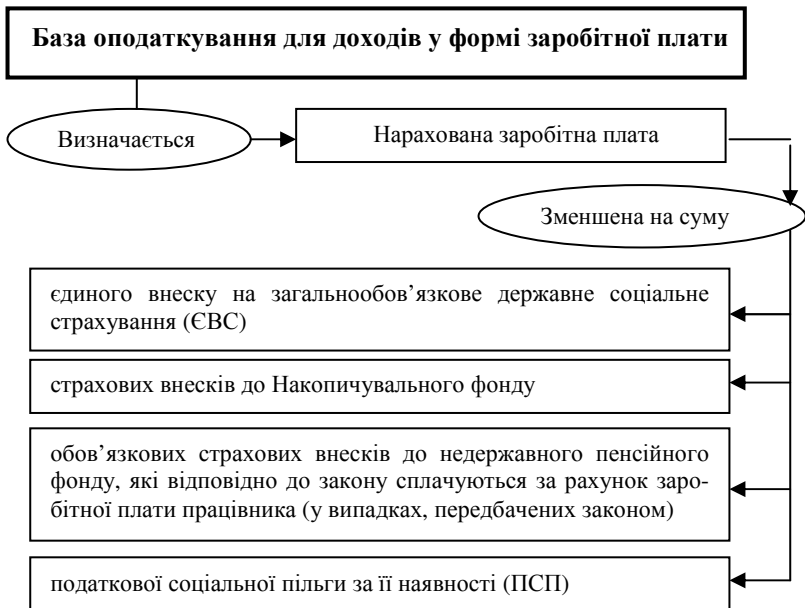 База оподаткування для доходів у формі заробітної плати
Визначається
Нарахована заробітна плата
Зменшена на суму
єдиного внеску на загальнообов’язкове державне соціальне
страхування (ЄВС)
страхових внесків до Накопичувального фонду
обов’язкових страхових внесків до недержавного пенсійного
фонду, які відповідно до закону сплачуються за рахунок заро-
бітної плати працівника (у випадках, передбачених законом)
податкової соціальної пільги за її наявності (ПСП)